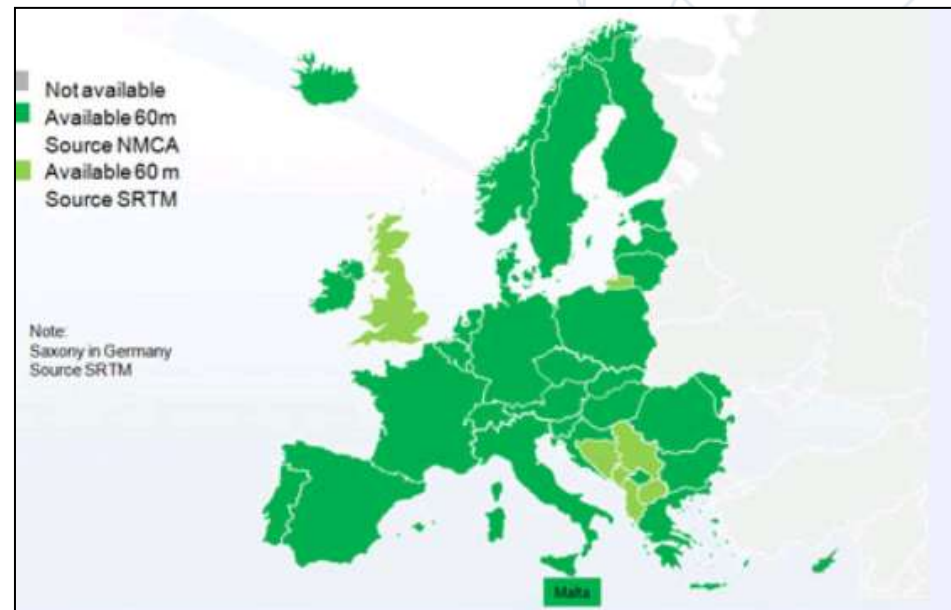 Not available
Available 60m
Source NMCA
Available 60 m
Source SRTM
Note:
Saxony in Germany
Source SRTM
Malta